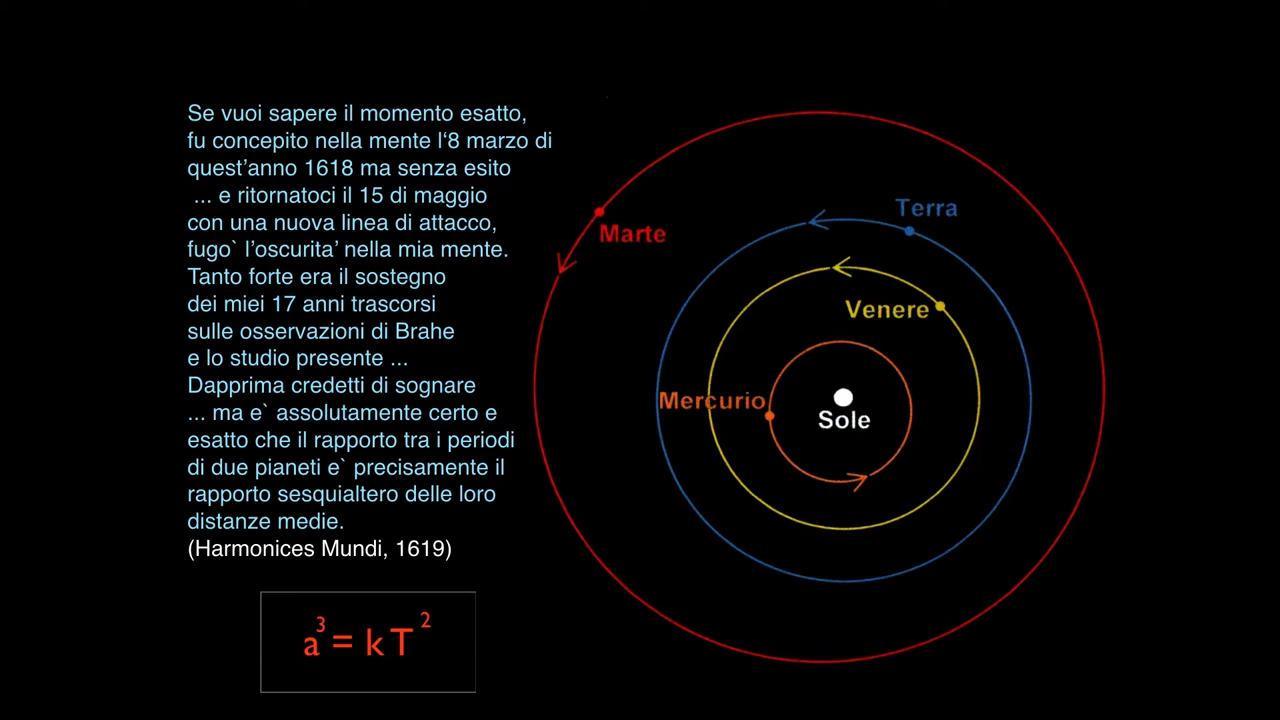 Se vuoi sapere il momento esatto,
fu concepito nella mente l‘8 marzo di
quest’anno 1618 ma senza esito
... e ritornatoci il 15 di maggio
con una nuova linea di attacco,
fugo` l’oscurita’ nella mia mente.
Tanto forte era il sostegno
dei miei 17 anni trascorsi
sulle osservazioni di Brahe
e lo studio presente ...
Dapprima credetti di sognare
... ma e` assolutamente certo e
esatto che il rapporto tra i periodi
di due pianeti e` precisamente il
rapporto sesquialtero delle loro
distanze medie.
(Harmonices Mundi, 1619)
a³ = k T²
Terra
Marte
Venere
Mercurio
Sole